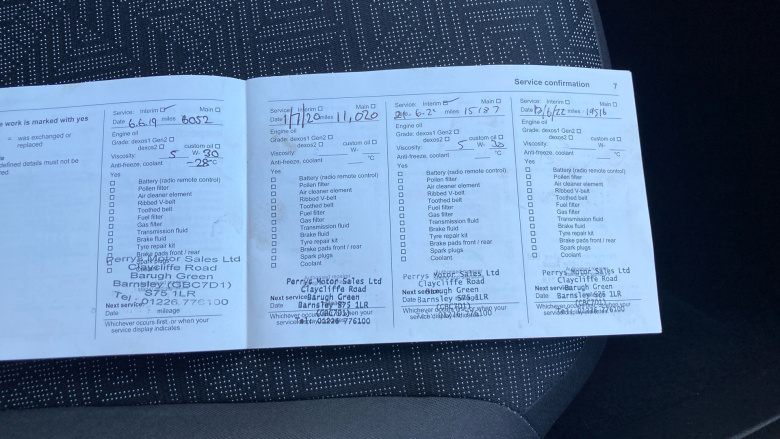 Service confirmation 7
work is marked with yes
= was exchanged or
replaced
defined details must not be
Service: Interim ☑ Main ☐
Date 6.6.19 miles 8052
Engine oil
Grade: dexos1 Gen2 ☐
dexos2 ☐ custom oil ☐
Viscosity: 5 W- 30
Anti-freeze, coolant -28°C
Yes
☐ Battery (radio remote control)
☐ Pollen filter
☐ Air cleaner element
☐ Ribbed V-belt
☐ Toothed belt
☐ Fuel filter
☐ Gas filter
☐ Transmission fluid
☐ Brake fluid
☐ Tyre repair kit
☐ Brake pads front / rear
Perrys Motor Sales Ltd
Claycliffe Road
Barugh Green
Barnsley (GBC7D1)
S75 1LR
Tel. 01226 776100
Next service
Date mileage
Whichever occurs first, or when your
service display indicates.
Service: Interim Main ☐
Date 1/7/20 miles 11,020
Engine oil
Grade: dexos1 Gen2 ☐
dexos2 ☐ custom oil ☐
Viscosity: W-
Anti-freeze, coolant °C
Yes
☐ Battery (radio remote control)
☐ Pollen filter
☐ Air cleaner element
☐ Ribbed V-belt
☐ Toothed belt
☐ Fuel filter
☐ Gas filter
☐ Transmission fluid
☐ Brake fluid
☐ Tyre repair kit
☐ Brake pads front / rear
☐ Spark plugs
☐ Coolant
Perrys Motor Sales Ltd
Claycliffe Road
Next service Barugh Green
Date Barnsley S75 1LR
(GBC7D1)
Whichever occurs when your
Tel: 01226 776100
Service: Interim Main ☐
Date miles 15137
Engine oil
Grade: dexos1 Gen2 ☐
dexos2 ☐ custom oil ☐
Viscosity: 5 W- 30
Anti-freeze, coolant °C
Yes
☐ Battery (radio remote control)
☐ Pollen filter
☐ Air cleaner element
☐ Ribbed V-belt
☐ Toothed belt
☐ Fuel filter
☐ Gas filter
☐ Transmission fluid
☐ Brake fluid
☐ Tyre repair kit
☐ Brake pads front / rear
☐ Spark plugs
☐ Coolant
Perrys Motor Sales Ltd
Claycliffe Road
Next service Barugh Green
Date Barnsley S75 1LR
(GBC7D1)
Whichever occurs when your
Service: Interim Main ☐
Date /6/22 miles
Engine oil
Grade: dexos1 Gen2 ☐
dexos2 ☐ custom oil ☐
Viscosity: W-
Anti-freeze, coolant °C
Yes
☐ Battery (radio remote control)
☐ Pollen filter
☐ Air cleaner element
☐ Ribbed V-belt
☐ Toothed belt
☐ Fuel filter
☐ Gas filter
☐ Transmission fluid
☐ Brake fluid
☐ Tyre repair kit
☐ Brake pads front / rear
☐ Spark plugs
☐ Coolant
Perrys Motor Sales Ltd
Claycliffe Road
Next service Barugh Green
Date Barnsley S75 1LR
(GBC7D1)
Whichever occurs when your
Tel: 01226 776100